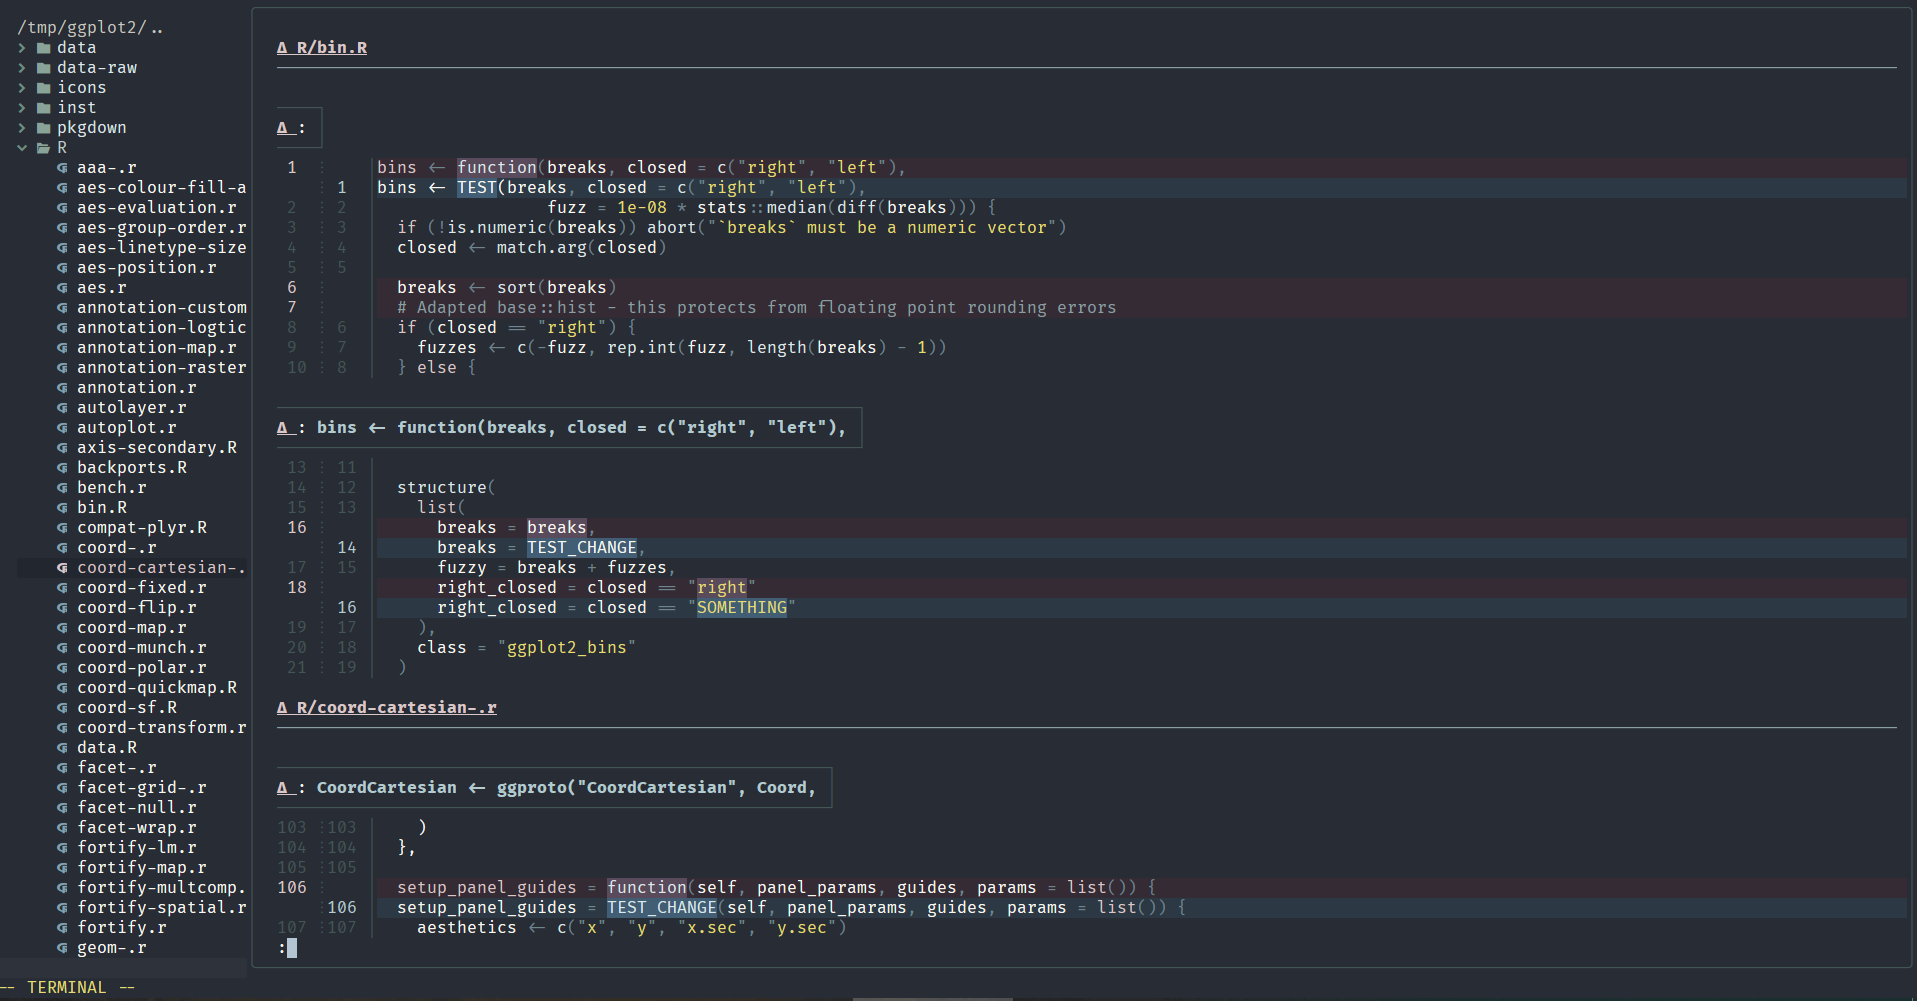 /tmp/ggplot2/..
data
data-raw
icons
inst
pkgdown
R
aaa-.r
aes-colour-fill-a
aes-evaluation.r
aes-group-order.r
aes-linetype-size
aes-position.r
aes.r
annotation-custom
annotation-logtic
annotation-map.r
annotation-raster
annotation.r
autolayer.r
autoplot.r
axis-secondary.R
backports.R
bench.r
bin.R
compat-plyr.R
coord-.r
coord-cartesian-.
coord-fixed.r
coord-flip.r
coord-map.r
coord-munch.r
coord-polar.r
coord-quickmap.R
coord-sf.R
coord-transform.r
data.R
facet-.r
facet-grid-.r
facet-null.r
facet-wrap.r
fortify-lm.r
fortify-map.r
fortify-multcomp.
fortify-spatial.r
fortify.r
geom-.r
Δ R/bin.R
Δ :
1 ⋮ bins <- function(breaks, closed = c("right", "left"),
⋮ 1 bins <- TEST(breaks, closed = c("right", "left"),
2 ⋮ 2 fuzz = 1e-08 * stats::median(diff(breaks))) {
3 ⋮ 3 if (!is.numeric(breaks)) abort("`breaks` must be a numeric vector")
4 ⋮ 4 closed <- match.arg(closed)
5 ⋮ 5
6 ⋮ breaks <- sort(breaks)
7 ⋮ # Adapted base::hist - this protects from floating point rounding errors
8 ⋮ 6 if (closed == "right") {
9 ⋮ 7 fuzzes <- c(-fuzz, rep.int(fuzz, length(breaks) - 1))
10 ⋮ 8 } else {
Δ : bins <- function(breaks, closed = c("right", "left"),
13 ⋮ 11
14 ⋮ 12 structure(
15 ⋮ 13 list(
16 ⋮ breaks = breaks,
⋮ 14 breaks = TEST_CHANGE,
17 ⋮ 15 fuzzy = breaks + fuzzes,
18 ⋮ right_closed = closed == "right"
⋮ 16 right_closed = closed == "SOMETHING"
19 ⋮ 17 ),
20 ⋮ 18 class = "ggplot2_bins"
21 ⋮ 19 )
Δ R/coord-cartesian-.r
Δ : CoordCartesian <- ggproto("CoordCartesian", Coord,
103 ⋮103 )
104 ⋮104 },
105 ⋮105
106 ⋮ setup_panel_guides = function(self, panel_params, guides, params = list()) {
⋮106 setup_panel_guides = TEST_CHANGE(self, panel_params, guides, params = list()) {
107 ⋮107 aesthetics <- c("x", "y", "x.sec", "y.sec")
:
-- TERMINAL --